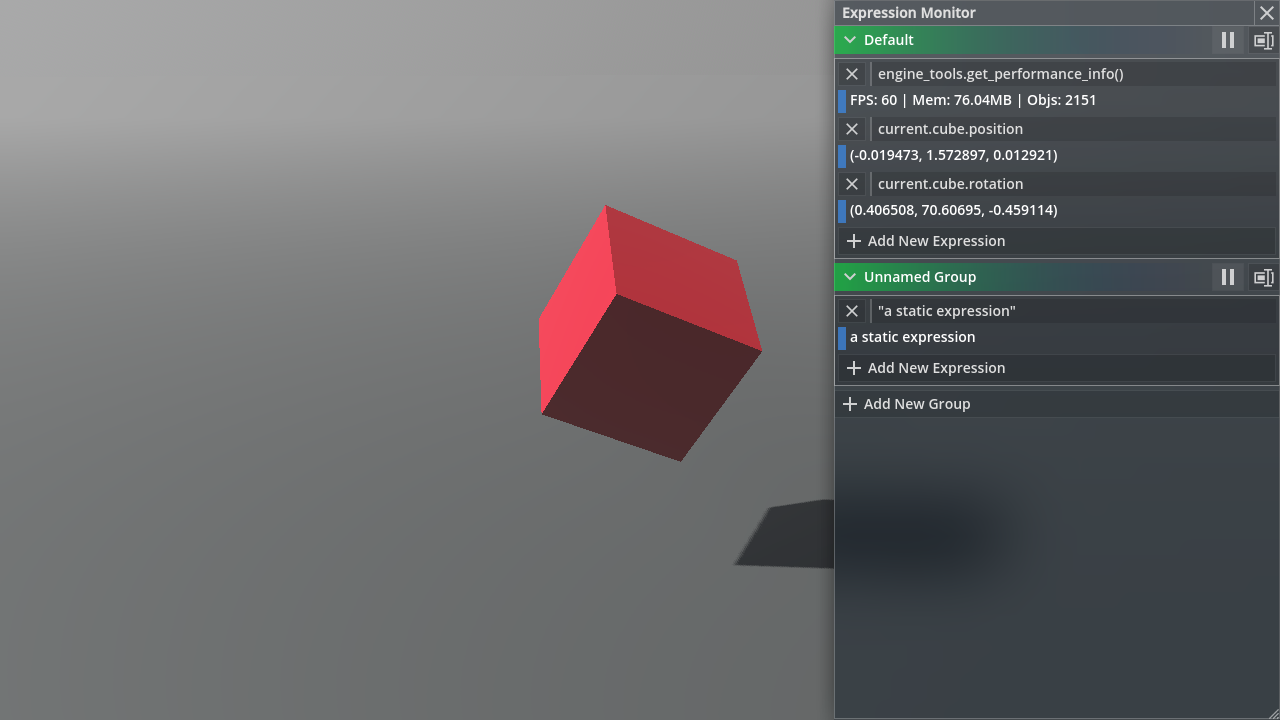 Expression Monitor
Default
engine_tools.get_performance_info()
FPS: 60 | Mem: 76.04MB | Objs: 2151
current.cube.position
(-0.019473, 1.572897, 0.012921)
current.cube.rotation
(0.406508, 70.60695, -0.459114)
Add New Expression
Unnamed Group
"a static expression"
a static expression
Add New Expression
Add New Group